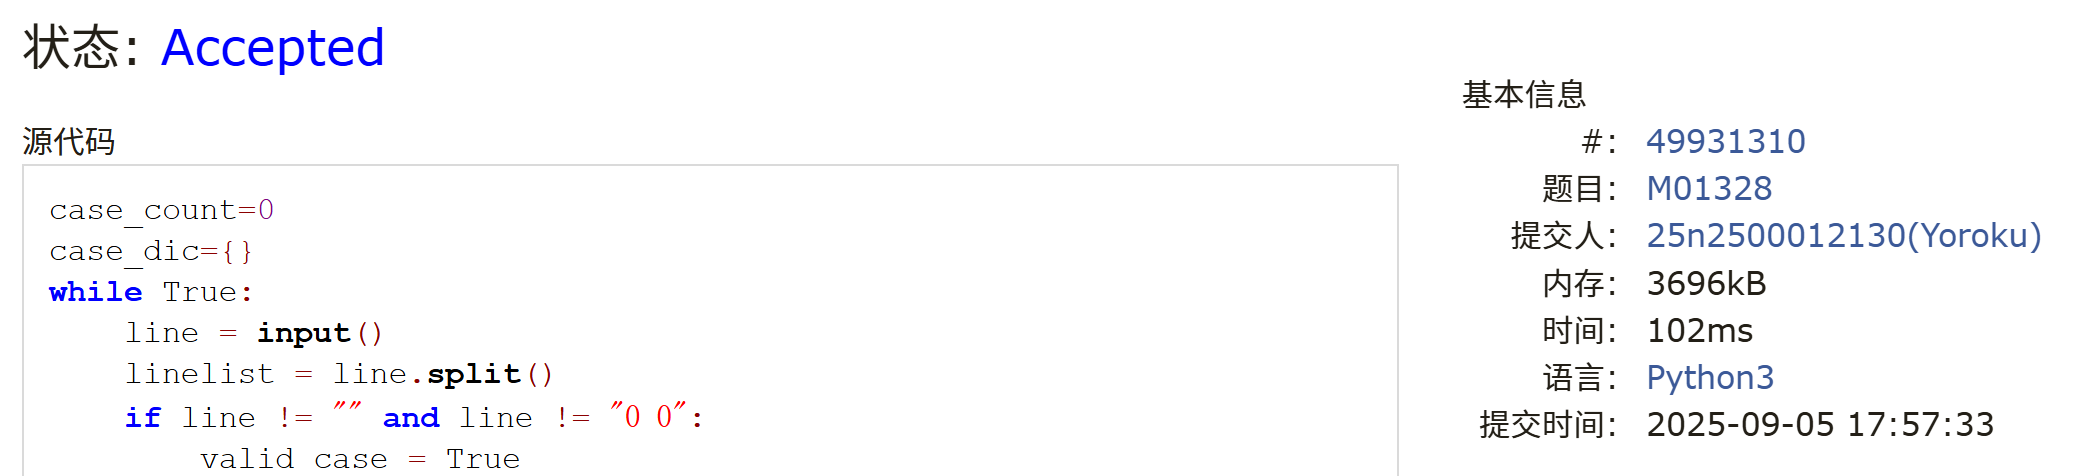 状态: Accepted
源代码
case_count=0
case_dic={}
while True:
    line = input()
    linelist = line.split()
    if line != "" and line != "0 0":
        valid_case = True
基本信息
#: 49931310
题目: M01328
提交人: 25n2500012130(Yoroku)
内存: 3696kB
时间: 102ms
语言: Python3
提交时间: 2025-09-05 17:57:33